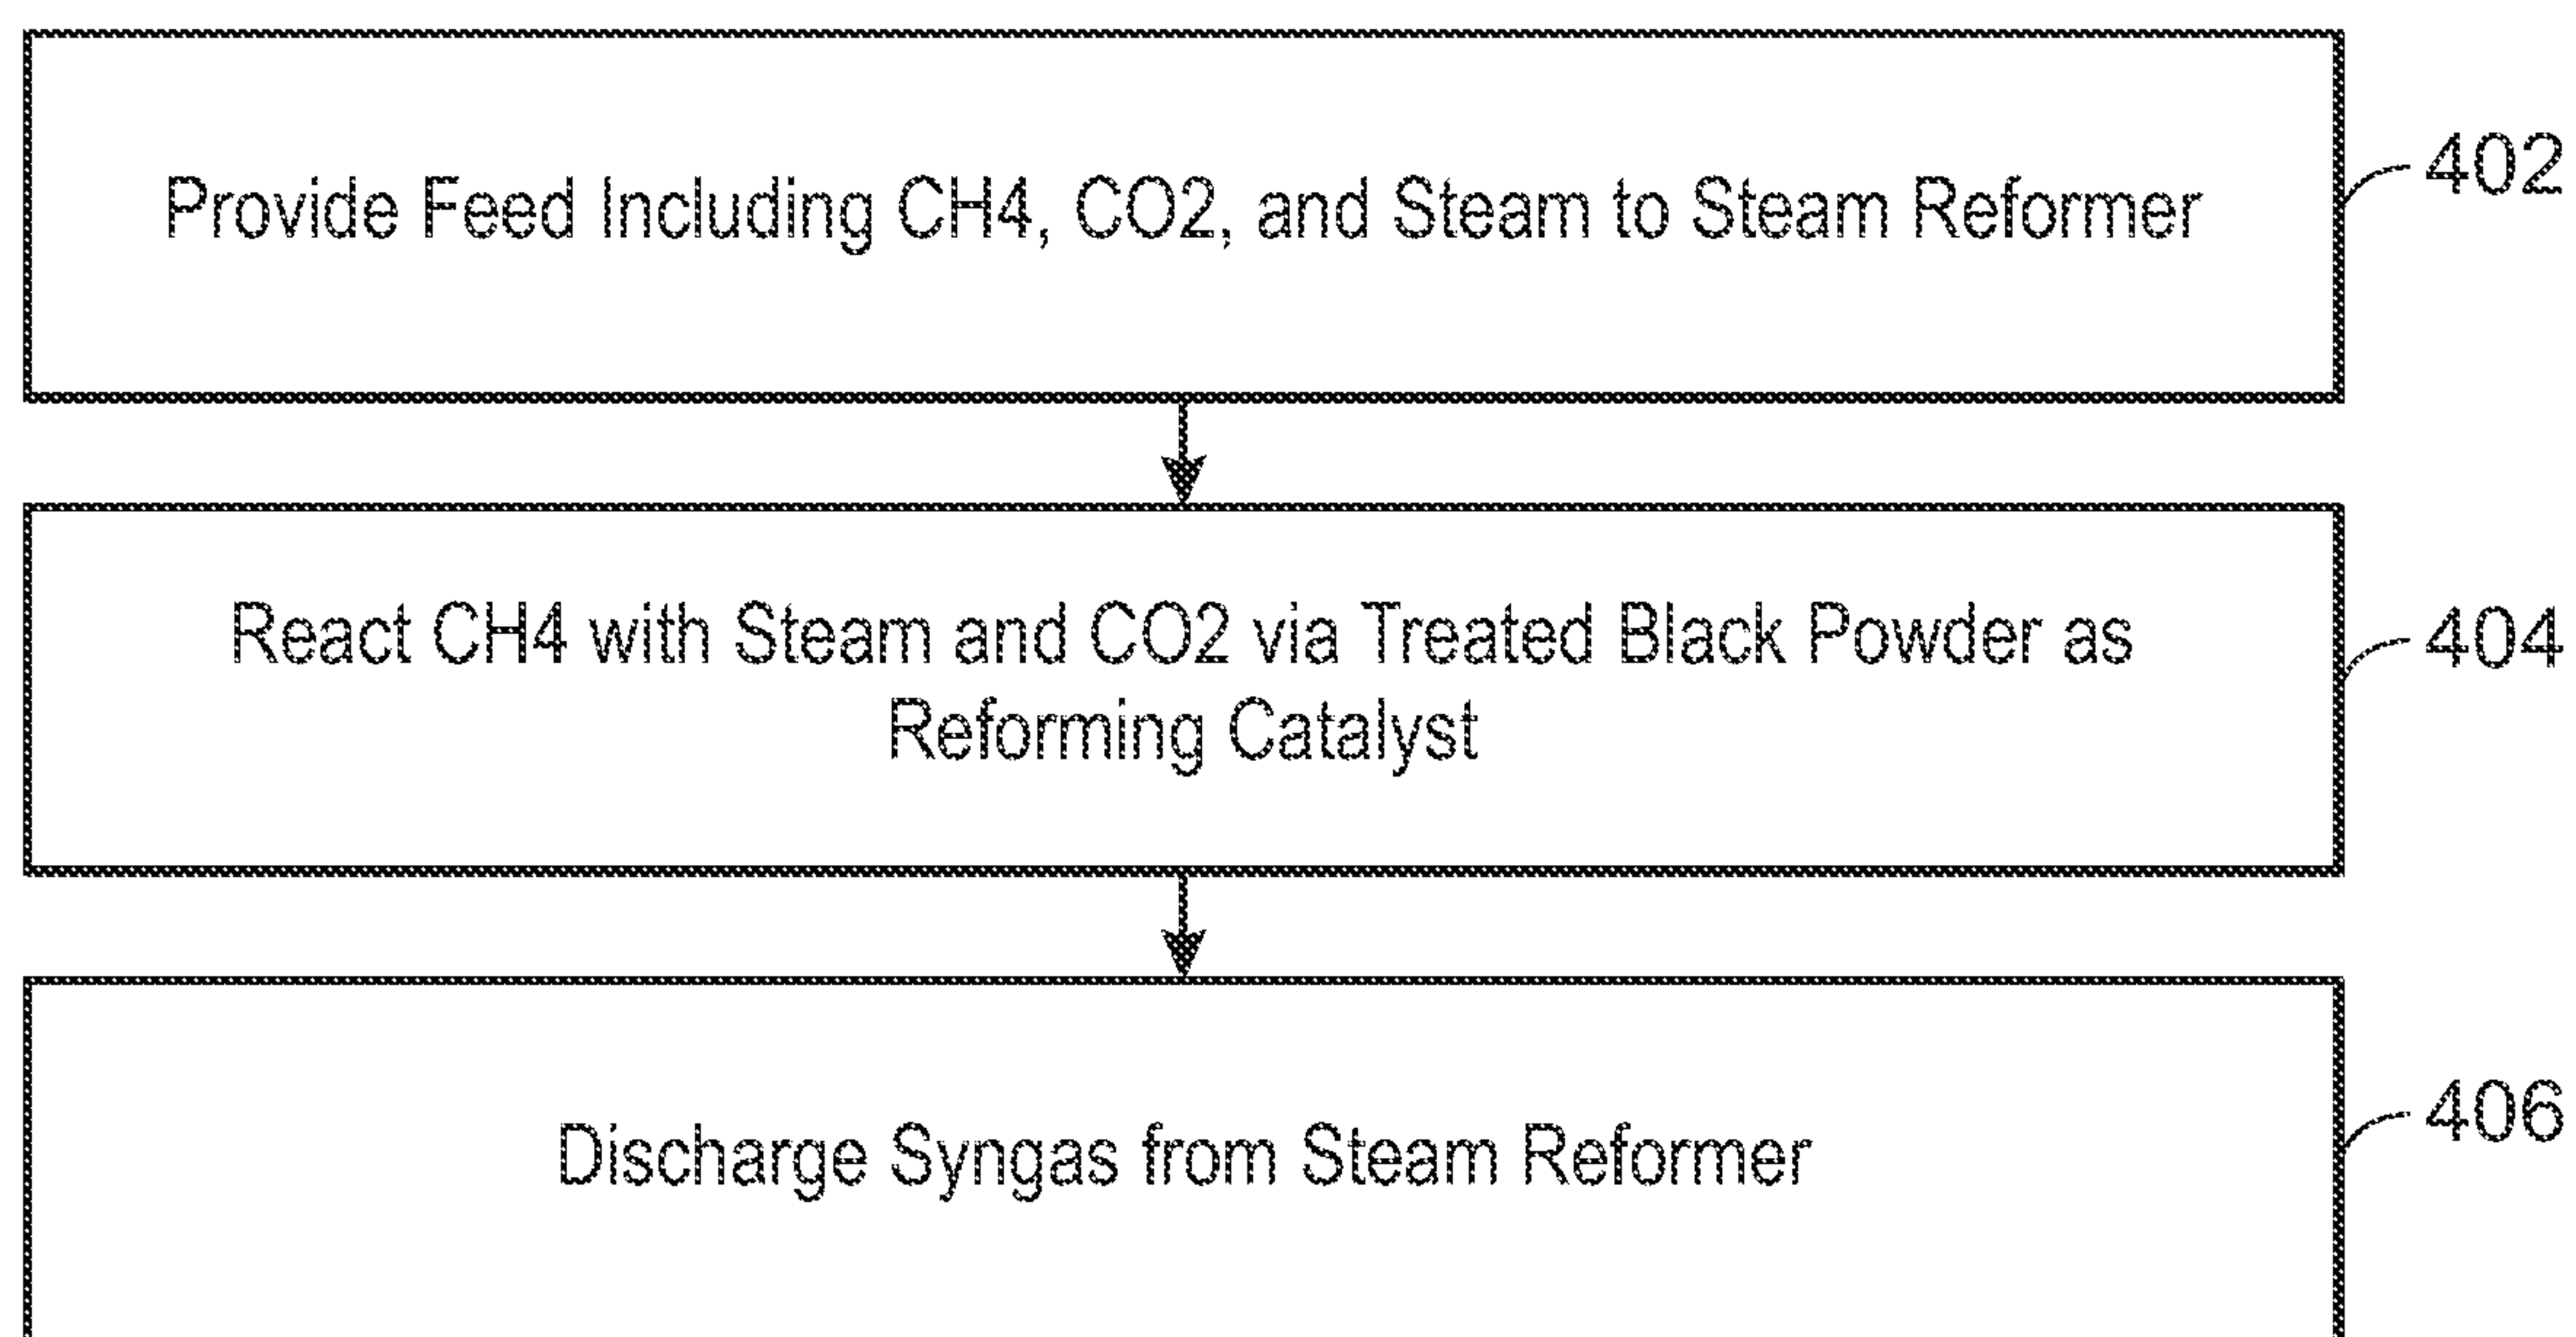 Provide Feed Including CH4, CO2, and Steam to Steam Reformer
402
React CH4 with Steam and CO2 via Treated Black Powder as
Reforming Catalyst
404
Discharge Syngas from Steam Reformer
406